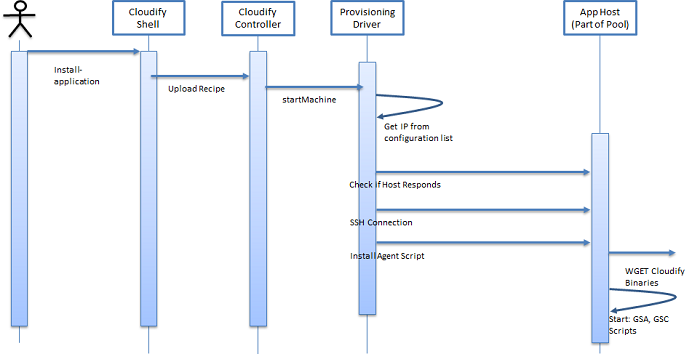 Cloudify
Shell
Cloudify
Controller
Provisioning
Driver
App Host
(Part of Pool)
Install-
application
Upload Recipe
startMachine
Get IP from
configuration list
Check if Host Responds
SSH Connection
Install Agent Script
WGET Cloudify
Binaries
Start: GSA, GSC
Scripts